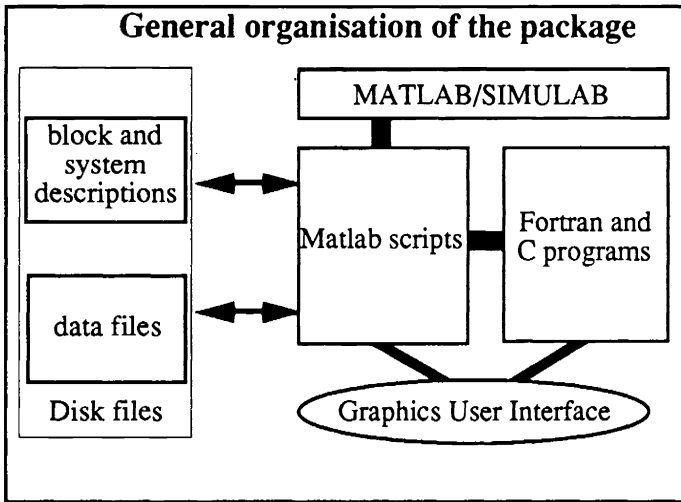 General organisation of the package
MATLAB/SIMULAB
block and
system
descriptions
Matlab scripts
Fortran and
C programs
data files
Disk files
Graphics User Interface